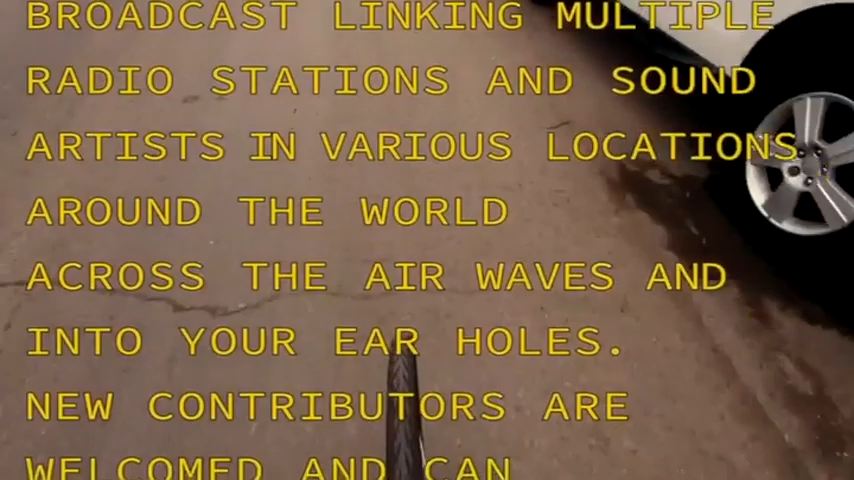 BROADCAST LINKING MULTIPLE
RADIO STATIONS AND SOUND
ARTISTS IN VARIOUS LOCATIONS
AROUND THE WORLD
ACROSS THE AIR WAVES AND
INTO YOUR EAR HOLES.
NEW CONTRIBUTORS ARE
WELCOMED AND CAN